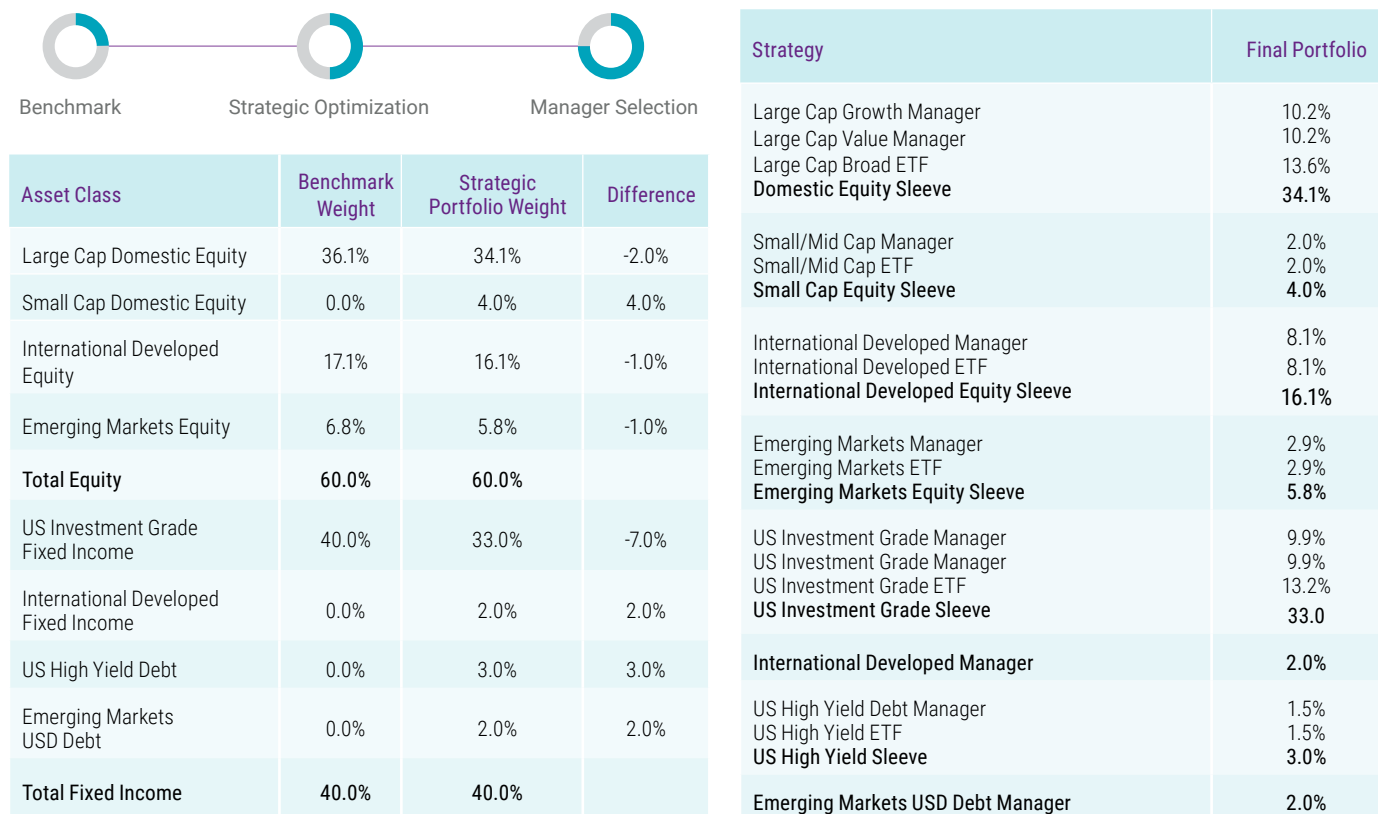 Benchmark Strategic Optimization Manager Selection
Asset Class Benchmark Weight Strategic Portfolio Weight Difference
Large Cap Domestic Equity 36.1% 34.1% -2.0%
Small Cap Domestic Equity 0.0% 4.0% 4.0%
International Developed
Equity 17.1% 16.1% -1.0%
Emerging Markets Equity 6.8% 5.8% -1.0%
Total Equity 60.0% 60.0%
US Investment Grade
Fixed Income 40.0% 33.0% -7.0%
International Developed
Fixed Income 0.0% 2.0% 2.0%
US High Yield Debt 0.0% 3.0% 3.0%
Emerging Markets
USD Debt 0.0% 2.0% 2.0%
Total Fixed Income 40.0% 40.0%
Strategy Final Portfolio
Large Cap Growth Manager 10.2%
Large Cap Value Manager 10.2%
Large Cap Broad ETF 13.6%
Domestic Equity Sleeve 34.1%
Small/Mid Cap Manager 2.0%
Small/Mid Cap ETF 2.0%
Small Cap Equity Sleeve 4.0%
International Developed Manager 8.1%
International Developed ETF 8.1%
International Developed Equity Sleeve 16.1%
Emerging Markets Manager 2.9%
Emerging Markets ETF 2.9%
Emerging Markets Equity Sleeve 5.8%
US Investment Grade Manager 9.9%
US Investment Grade Manager 9.9%
US Investment Grade ETF 13.2%
US Investment Grade Sleeve 33.0
International Developed Manager 2.0%
US High Yield Debt Manager 1.5%
US High Yield ETF 1.5%
US High Yield Sleeve 3.0%
Emerging Markets USD Debt Manager 2.0%